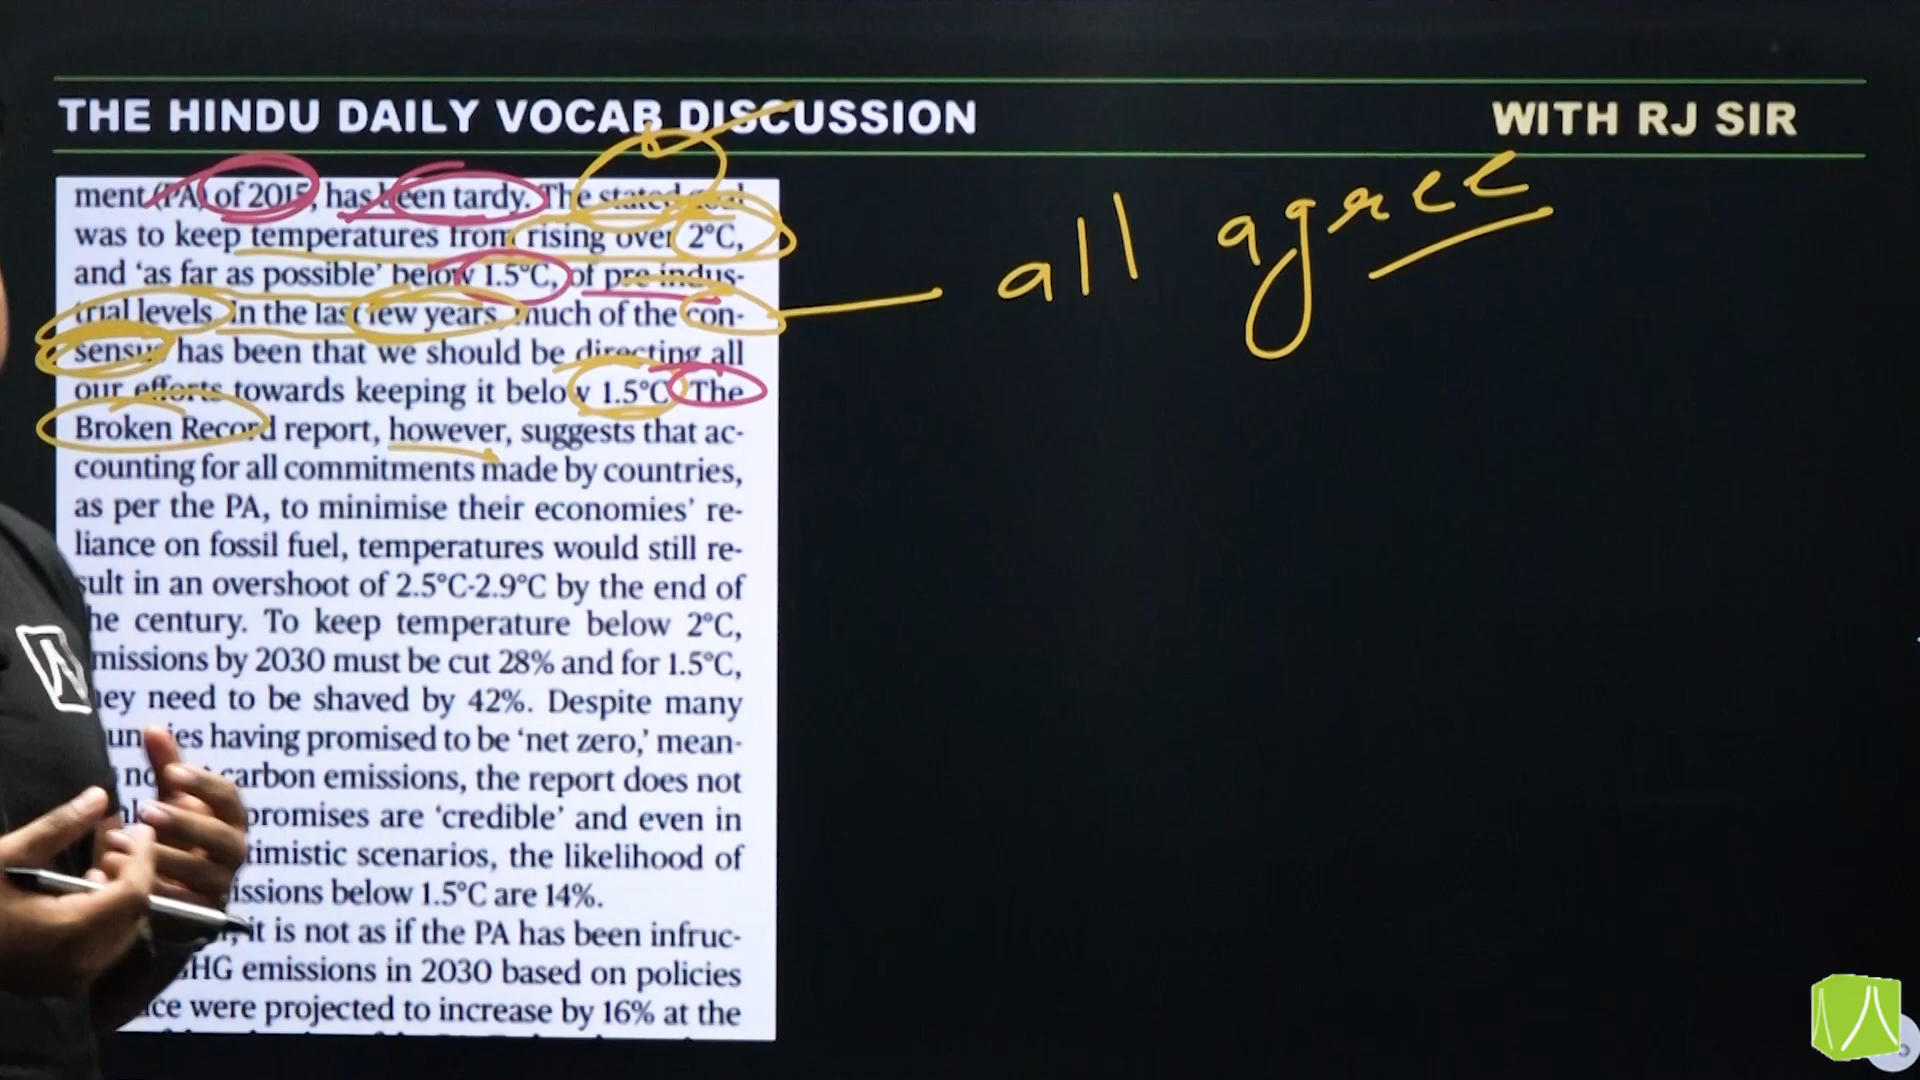 THE HINDU DAILY VOCAB DISCUSSION
WITH RJ SIR
ment (PA) of 2015, has been tardy. The stated goal
was to keep temperatures from rising over 2°C,
and ‘as far as possible’ below 1.5°C, of pre-indus-
trial levels. In the last few years, much of the con-
sensus has been that we should be directing all
our efforts towards keeping it below 1.5°C. The
Broken Record report, however, suggests that ac-
counting for all commitments made by countries,
as per the PA, to minimise their economies’ re-
liance on fossil fuel, temperatures would still re-
sult in an overshoot of 2.5°C-2.9°C by the end of
he century. To keep temperature below 2°C,
missions by 2030 must be cut 28% and for 1.5°C,
hey need to be shaved by 42%. Despite many
having promised to be ‘net zero,’ mean-
carbon emissions, the report does not
promises are ‘credible’ and even in
timistic scenarios, the likelihood of
issions below 1.5°C are 14%.
it is not as if the PA has been infruc-
GHG emissions in 2030 based on policies
were projected to increase by 16% at the
all agree